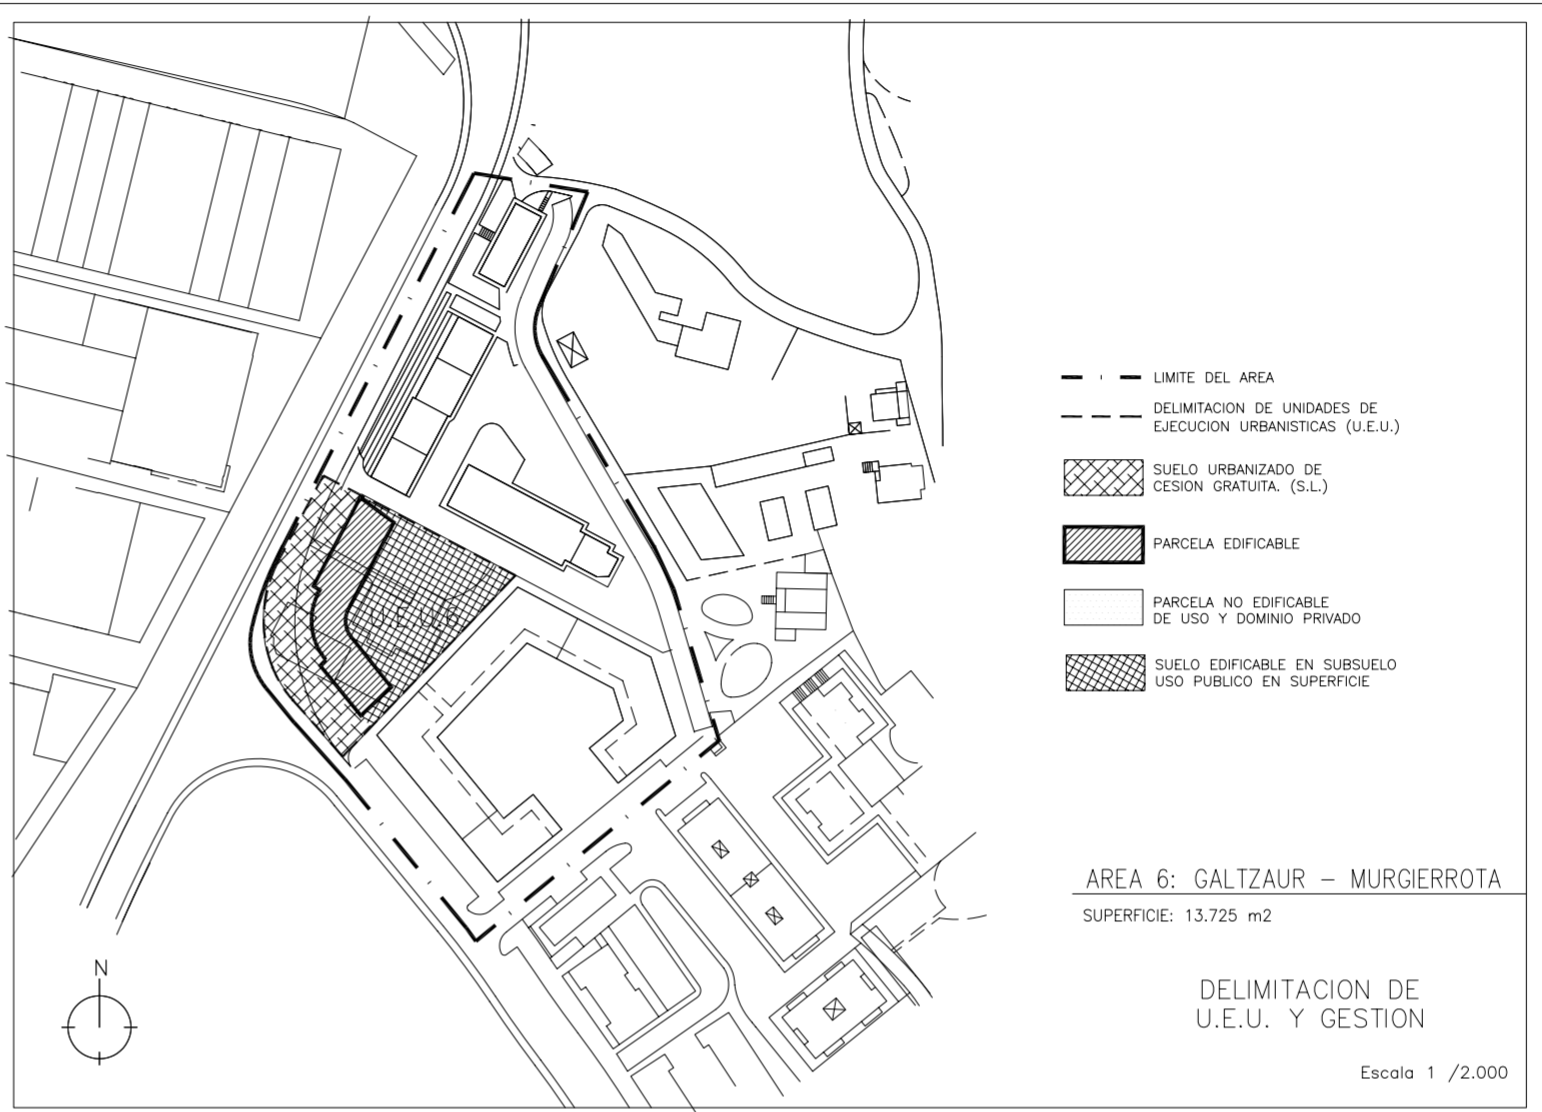 LIMITE DEL AREA
DELIMITACION DE UNIDADES DE
EJECUCION URBANISTICAS (U.E.U.)
SUELO URBANIZADO DE
CESION GRATUITA. (S.L.)
PARCELA EDIFICABLE
PARCELA NO EDIFICABLE
DE USO Y DOMINIO PRIVADO
SUELO EDIFICABLE EN SUBSUELO
USO PUBLICO EN SUPERFICIE
AREA 6: GALTZAUR – MURGIERROTA
SUPERFICIE: 13.725 m2
DELIMITACION DE
U.E.U. Y GESTION
Escala 1 /2.000
N